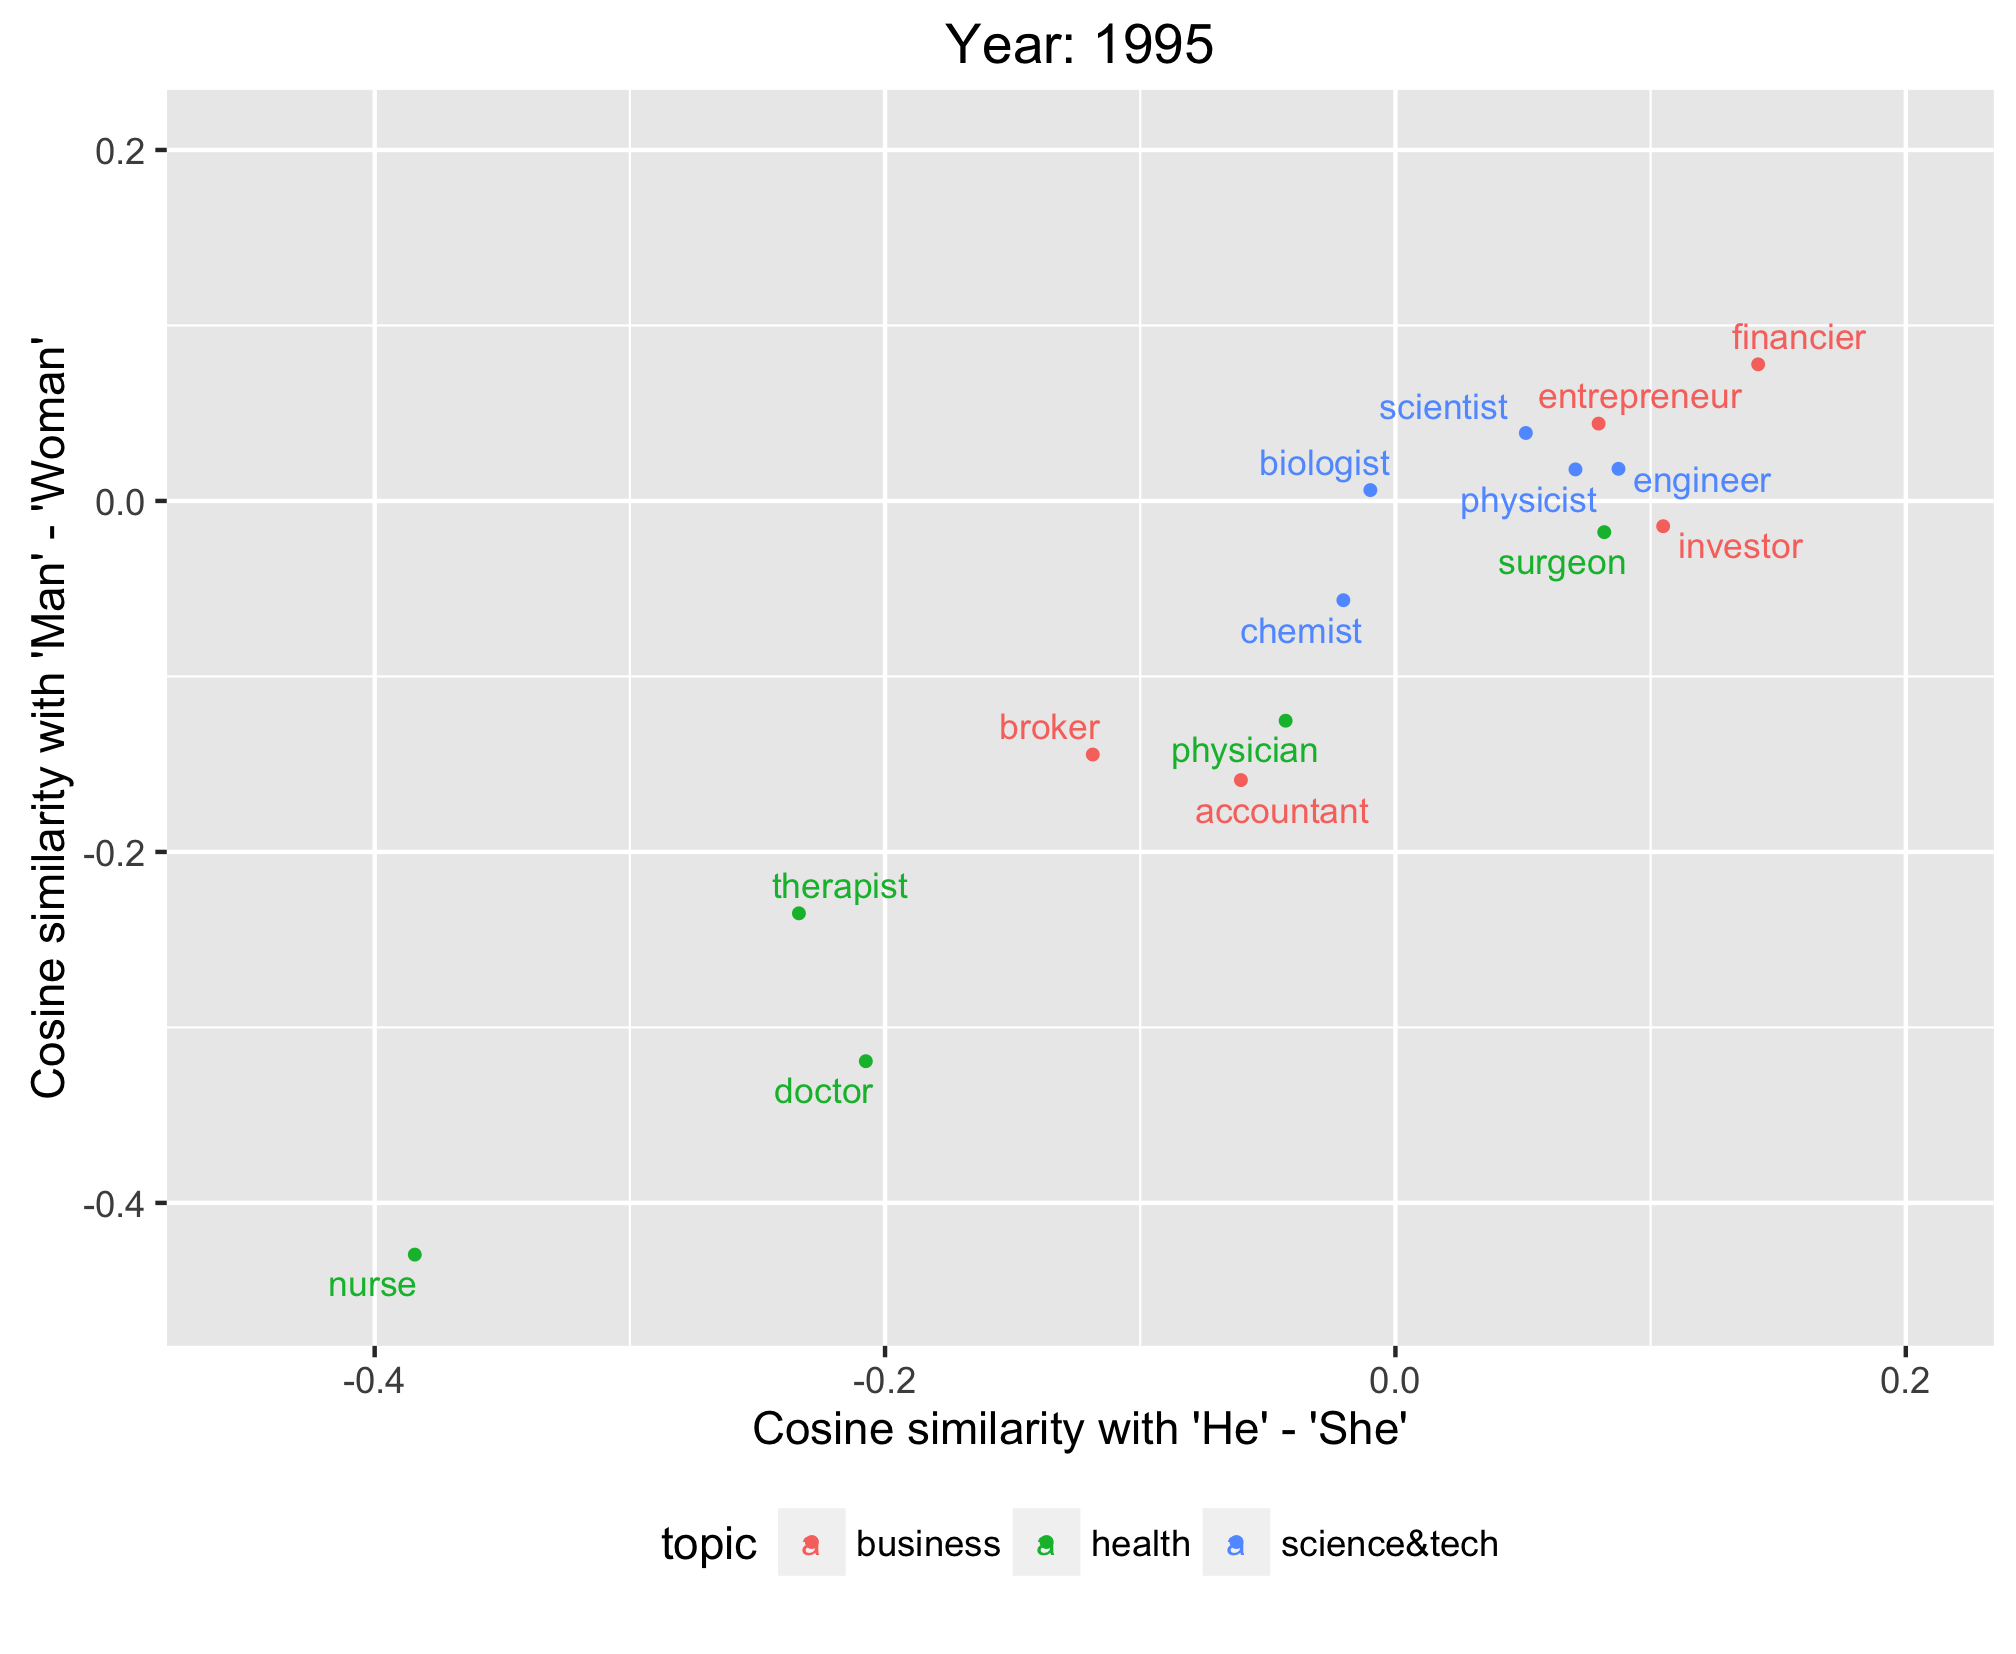 Year: 1995
0.2
financier
entrepreneur
scientist
biologist
engineer
0.0
physicist
investor
surgeon
chemist
broker
physician
accountant
-0.2
therapist
doctor
-0.4
nurse
Cosine similarity with 'Man' - 'Woman'
-0.4 -0.2 0.0 0.2
Cosine similarity with 'He' - 'She'
topic a business a health a science&tech